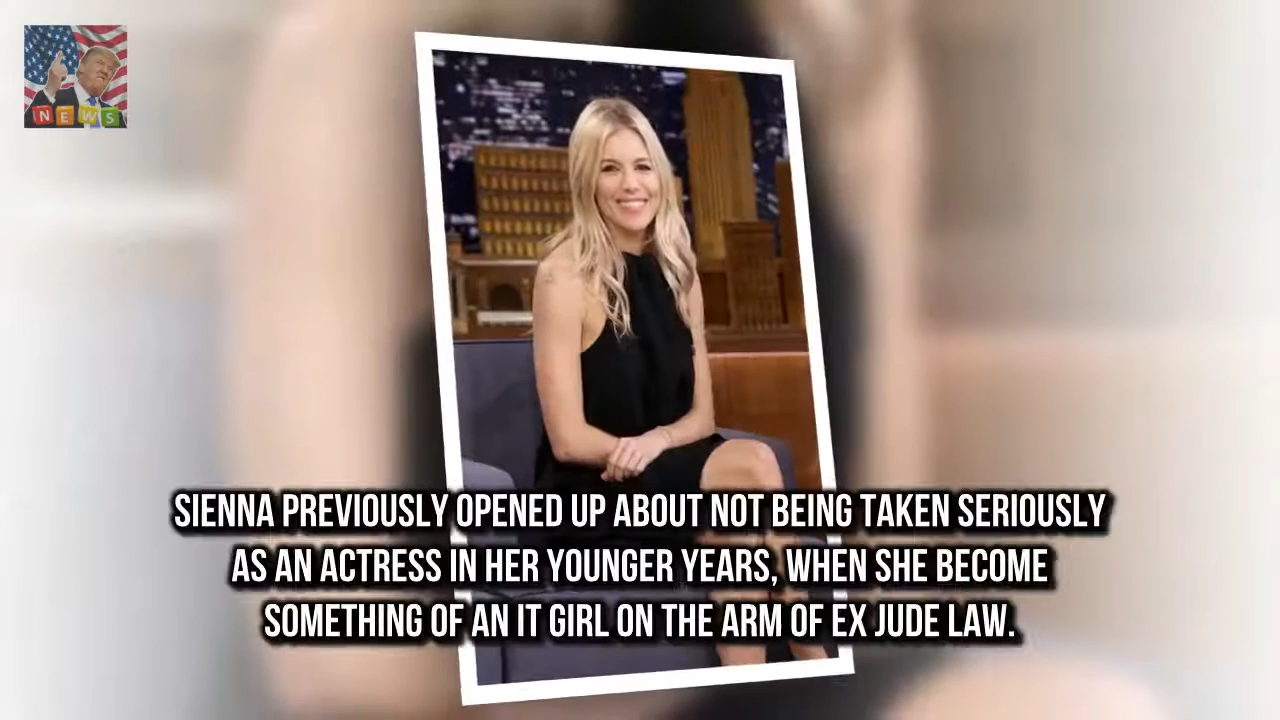 NEWS
SIENNA PREVIOUSLY OPENED UP ABOUT NOT BEING TAKEN SERIOUSLY
AS AN ACTRESS IN HER YOUNGER YEARS, WHEN SHE BECOME
SOMETHING OF AN IT GIRL ON THE ARM OF EX JUDE LAW.